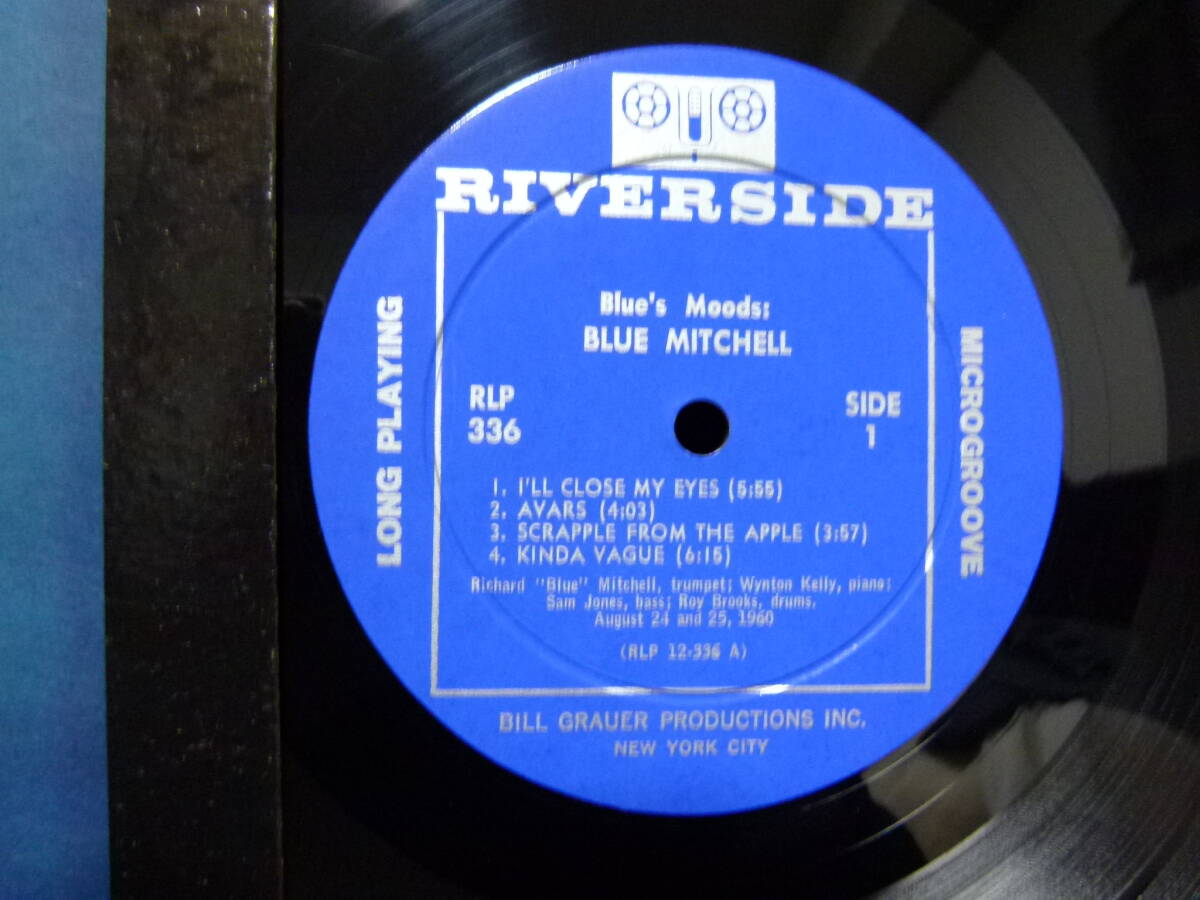 RIVERSIDE
Blue's Moods:
BLUE MITCHELL
RLP
336
SIDE
1
LONG PLAYING
MICROGROOVE
1. I'LL CLOSE MY EYES (5:55)
2. AVARS (4:03)
3. SCRAPPLE FROM THE APPLE (3:57)
4. KINDA VAGUE (6:15)
Richard "Blue" Mitchell, trumpet; Wynton Kelly, piano;
Sam Jones, bass; Roy Brooks, drums.
August 24 and 25, 1960
(RLP 12-336 A)
BILL GRAUER PRODUCTIONS INC.
NEW YORK CITY